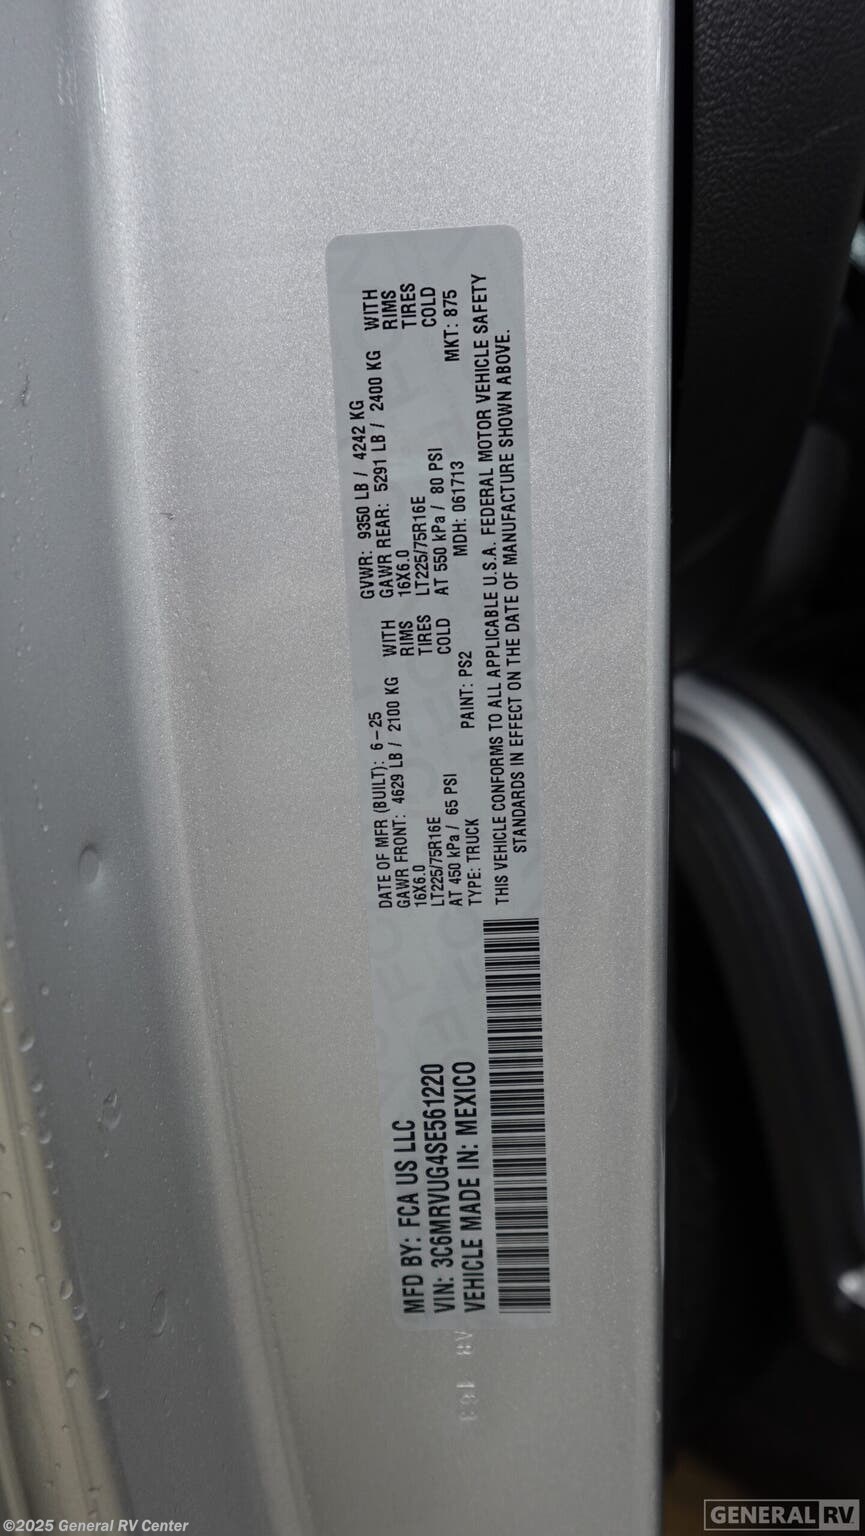 MFD BY: FCA US LLC
VIN: 3C6MRVUG4SE561220
VEHICLE MADE IN: MEXICO
DATE OF MFR (BUILT): 6-25
GVWR: 9350 LB / 4242 KG
GAWR FRONT: 4629 LB / 2100 KG WITH
GAWR REAR: 5291 LB / 2400 KG WITH
16X6.0 RIMS
16X6.0 RIMS
LT225/75R16E TIRES
LT225/75R16E TIRES
AT 450 kPa / 65 PSI COLD
AT 550 kPa / 80 PSI COLD
TYPE: TRUCK PAINT: PS2 MDH: 061713 MKT: 875
THIS VEHICLE CONFORMS TO ALL APPLICABLE U.S.A. FEDERAL MOTOR VEHICLE SAFETY
STANDARDS IN EFFECT ON THE DATE OF MANUFACTURE SHOWN ABOVE.
©2025 General RV Center
GENERAL RV